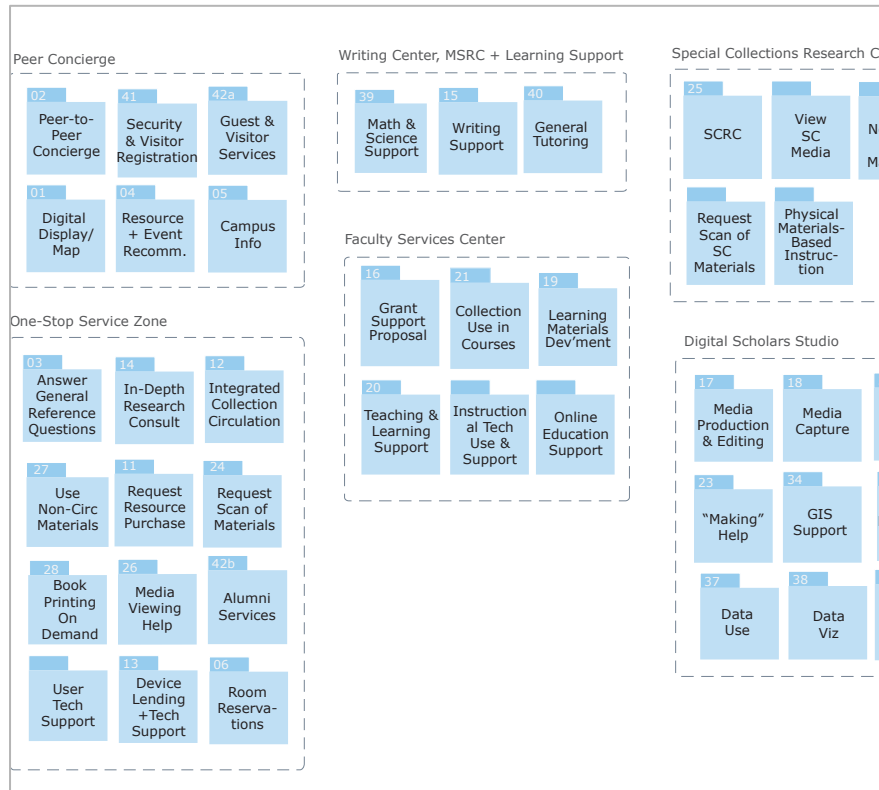 Peer Concierge
02
Peer-to-
Peer
Concierge
41
Security
& Visitor
Registration
42a
Guest &
Visitor
Services
01
Digital
Display/
Map
04
Resource
+ Event
Recomm.
05
Campus
Info
One-Stop Service Zone
03
Answer
General
Reference
Questions
14
In-Depth
Research
Consult
12
Integrated
Collection
Circulation
27
Use
Non-Circ
Materials
11
Request
Resource
Purchase
24
Request
Scan of
Materials
28
Book
Printing
On
Demand
26
Media
Viewing
Help
42b
Alumni
Services
User
Tech
Support
13
Device
Lending
+Tech
Support
06
Room
Reserva-
tions
Writing Center, MSRC + Learning Support
39
Math &
Science
Support
15
Writing
Support
40
General
Tutoring
Faculty Services Center
16
Grant
Support
Proposal
21
Collection
Use in
Courses
19
Learning
Materials
Dev’ment
20
Teaching &
Learning
Support
Instruction
al Tech
Use &
Support
Online
Education
Support
Special Collections Research C
25
SCRC
View
SC
Media
Request
Scan of
SC
Materials
Physical
Materials-
Based
Instruc-
tion
Digital Scholars Studio
17
Media
Production
& Editing
18
Media
Capture
23
“Making”
Help
34
GIS
Support
37
Data
Use
38
Data
Viz